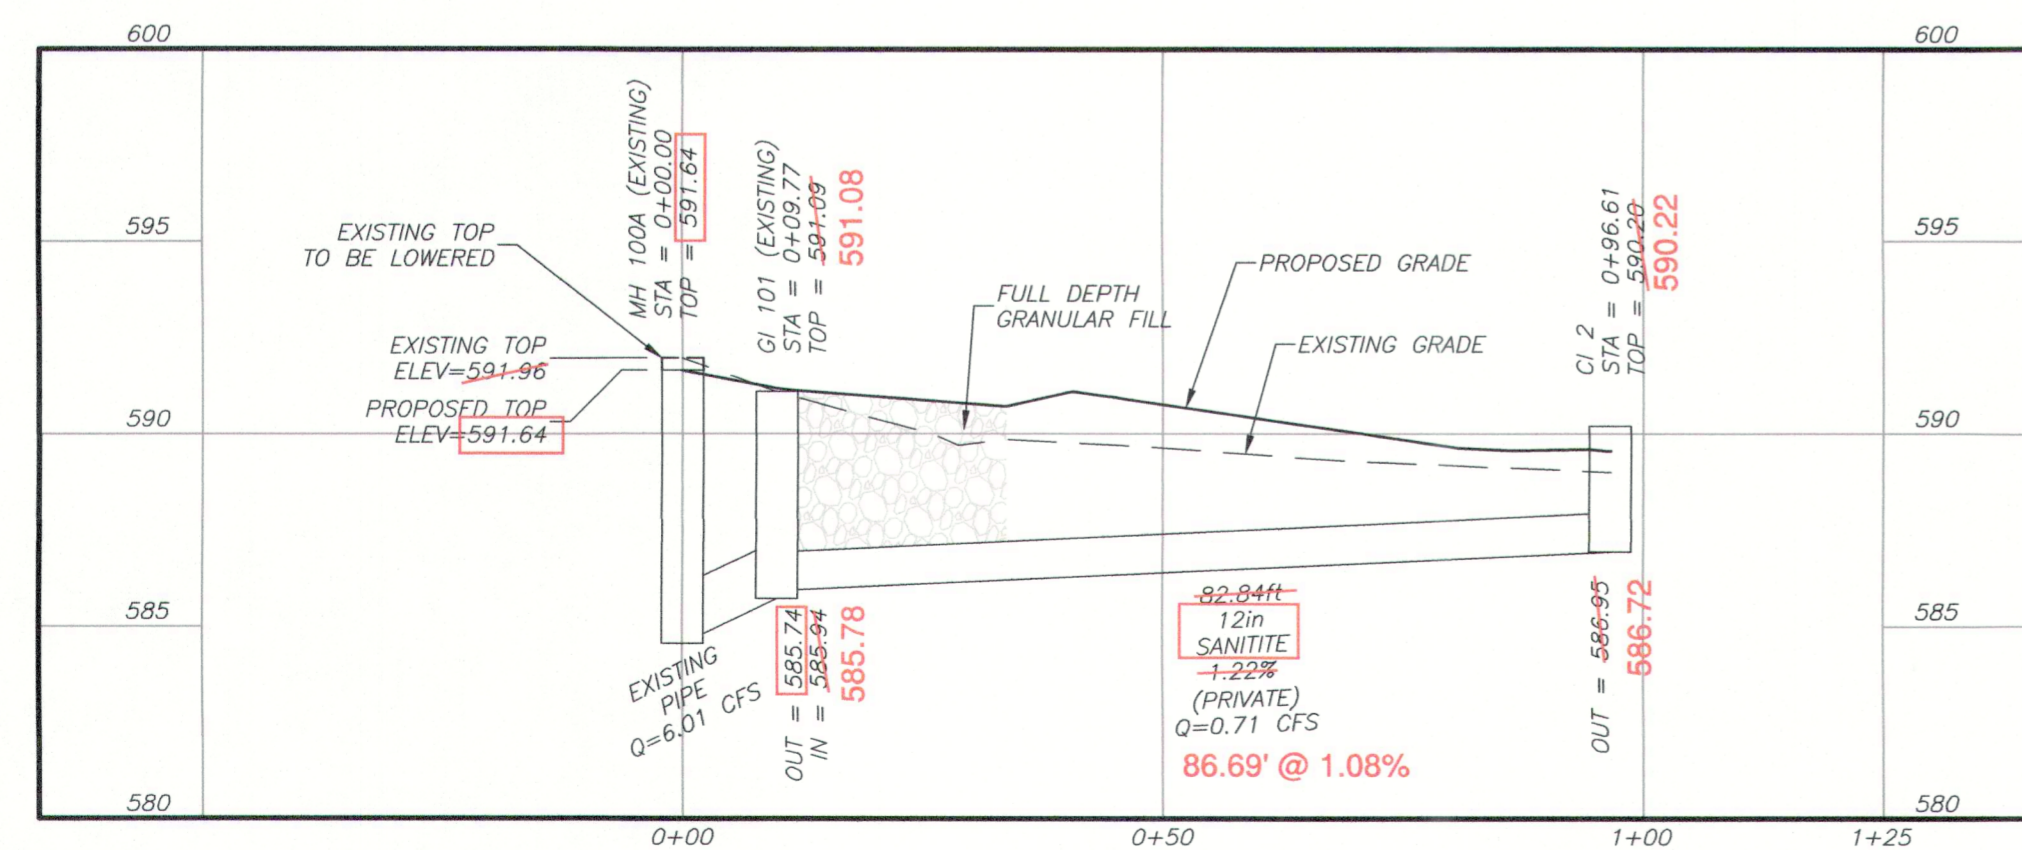 600
600
MH 100A (EXISTING)
STA = 0+00.00
TOP = 591.64
GI 101 (EXISTING)
STA = 0+09.77
TOP = 591.09
591.08
CI 2
STA = 0+96.61
TOP = 590.20
590.22
595
595
EXISTING TOP
TO BE LOWERED
PROPOSED GRADE
FULL DEPTH
GRANULAR FILL
EXISTING GRADE
EXISTING TOP
ELEV=591.96
PROPOSED TOP
ELEV=591.64
590
590
585
585
EXISTING
PIPE
Q=6.01 CFS
OUT = 585.74
IN = 585.94
585.78
82.84ft
12in
SANITITE
1.22%
(PRIVATE)
Q=0.71 CFS
86.69' @ 1.08%
OUT = 586.95
586.72
580
580
0+00
0+50
1+00
1+25